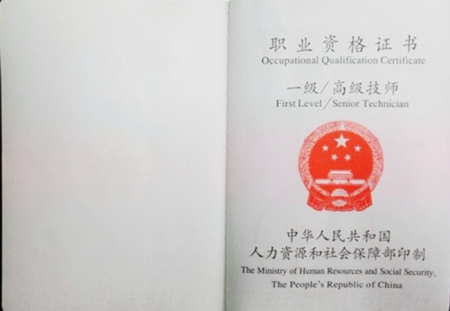 职业资格证书
Occupational Qualification Certificate
一级/高级技师
First Level/Senior Technician
中华人民共和国
人力资源和社会保障部印制
The Ministry of Human Resources and Social Security,
The People's Republic of China